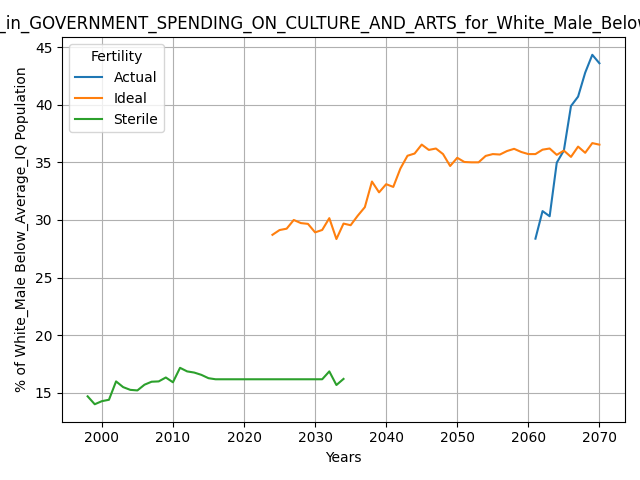 _in_GOVERNMENT_SPENDING_ON_CULTURE_AND_ARTS_for_White_Male_Below
Fertility
Actual
Ideal
Sterile
% of White_Male Below_Average_IQ Population
45
40
35
30
25
20
15
2000 2010 2020 2030 2040 2050 2060 2070
Years